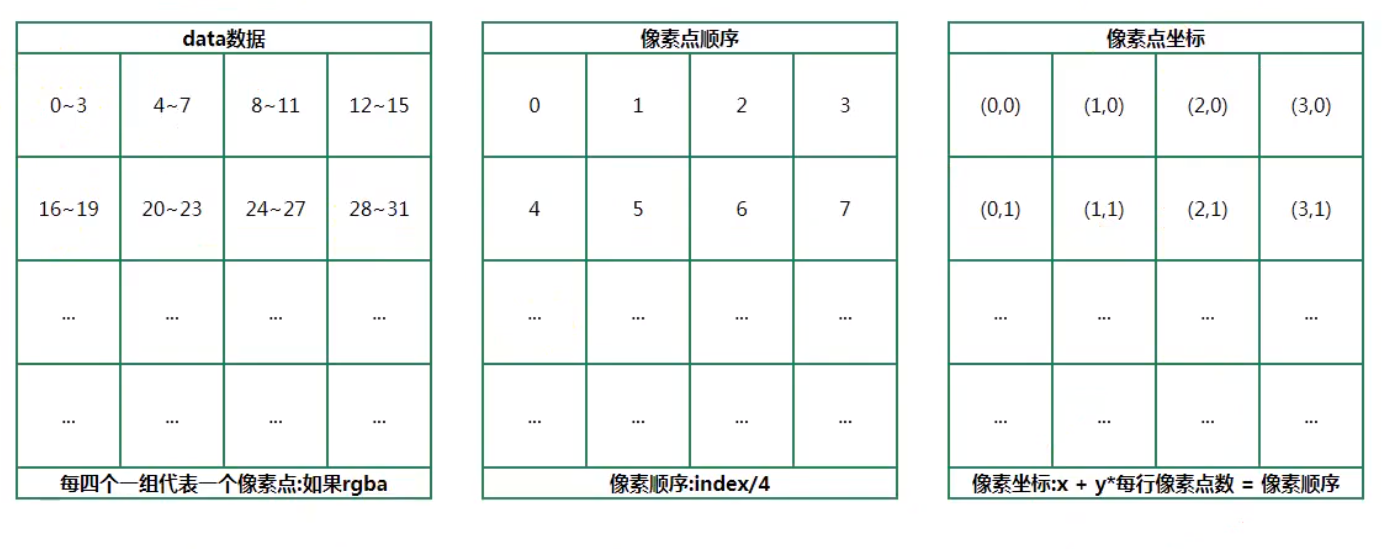 data数据
0~3 4~7 8~11 12~15
16~19 20~23 24~27 28~31
... ... ... ...
... ... ... ...
每四个一组代表一个像素点:如果rgba
像素点顺序
0 1 2 3
4 5 6 7
... ... ... ...
... ... ... ...
像素顺序:index/4
像素点坐标
(0,0) (1,0) (2,0) (3,0)
(0,1) (1,1) (2,1) (3,1)
... ... ... ...
... ... ... ...
像素坐标:x + y*每行像素点数 = 像素顺序